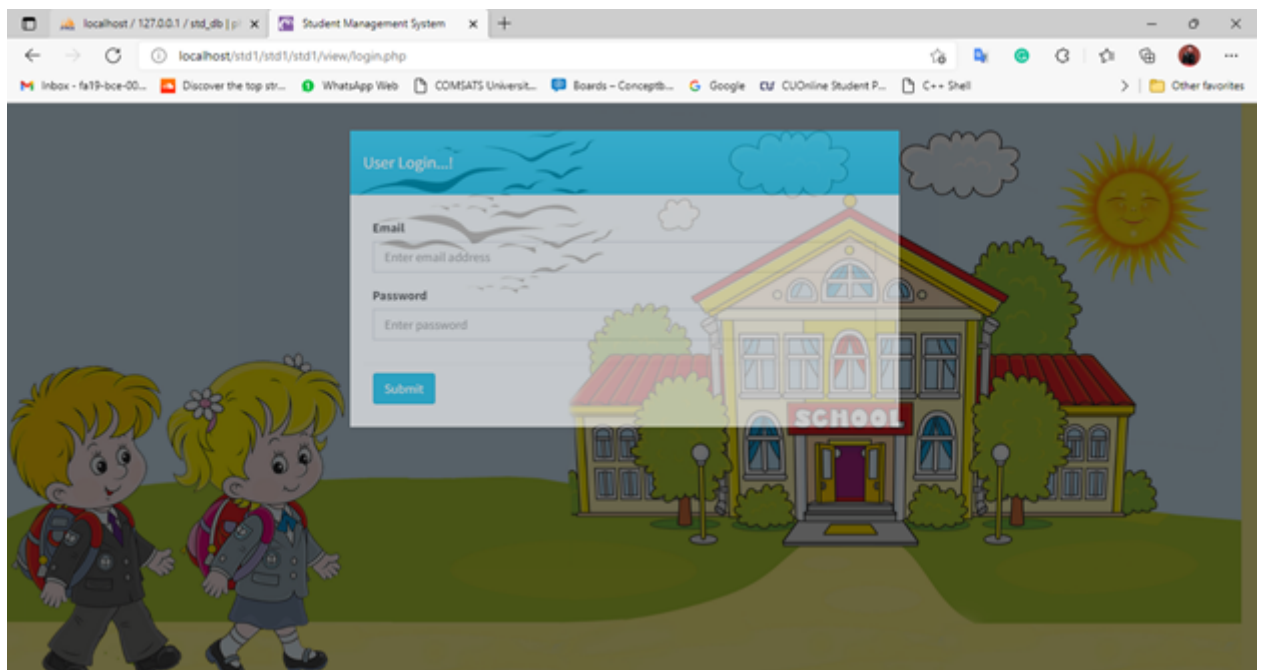 localhost / 127.0.0.1 / std_db | p
Student Management System
localhost/std1/std1/std1/view/login.php
Inbox - fa19-bce-00...
Discover the top str...
WhatsApp Web
COMSATS Universit...
Boards – Conceptb...
Google
CU CUOnline Student P...
C++ Shell
Other favorites
User Login...!
Email
Enter email address
Password
Enter password
Submit
SCHOOL